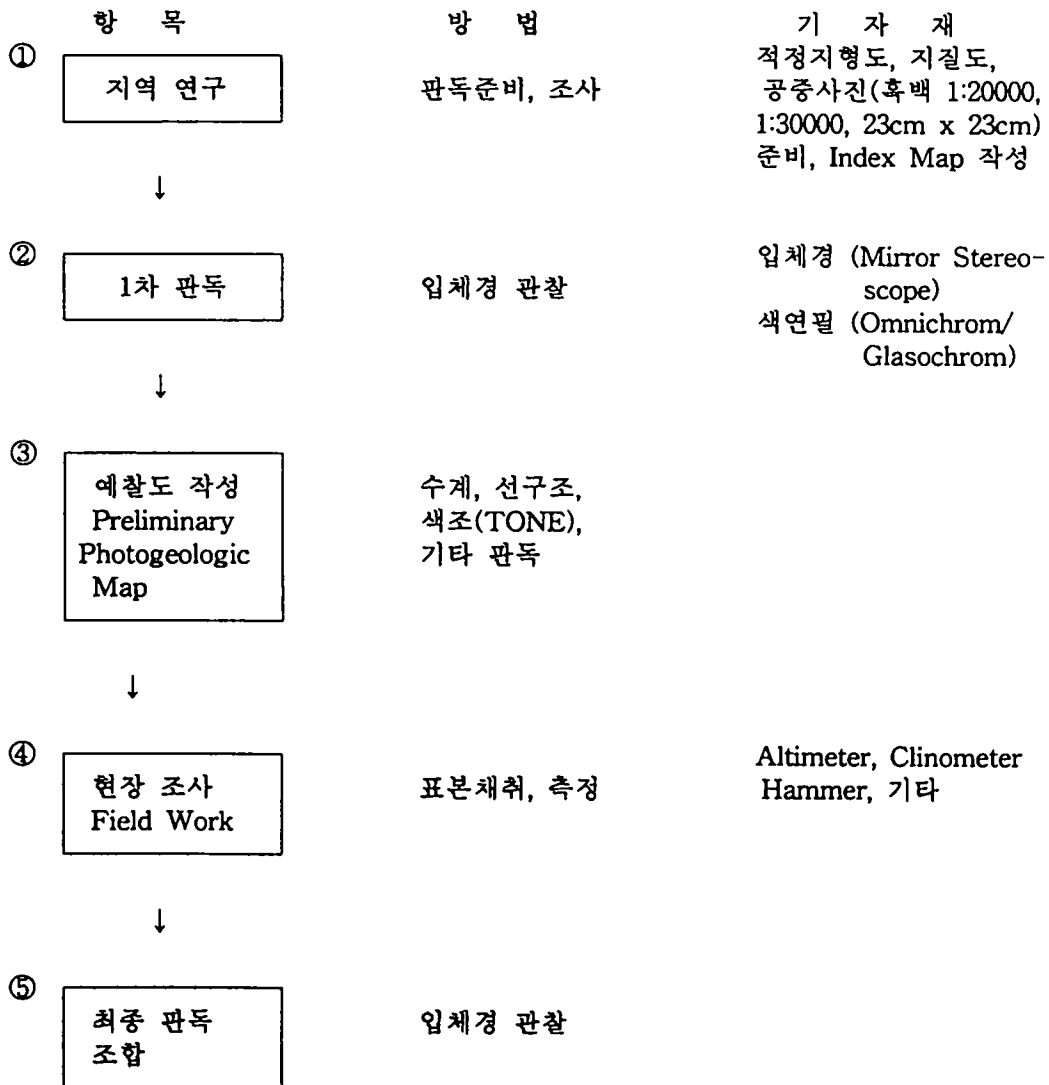 항 목 방 법 기 자 재
① 지역 연구 판독준비, 조사 적정지형도, 지질도,
공중사진(흑백 1:20000,
1:30000, 23cm x 23cm)
준비, Index Map 작성
↓
② 1차 판독 입체경 관찰 입체경 (Mirror Stereo-
scope)
색연필 (Omnichrom/
Glasochrom)
↓
③ 예찰도 작성 수계, 선구조,
Preliminary 색조(TONE),
Photogeologic 기타 판독
Map
↓
④ 현장 조사 표본채취, 측정 Altimeter, Clinometer
Field Work Hammer, 기타
↓
⑤ 최종 판독 입체경 관찰
조합